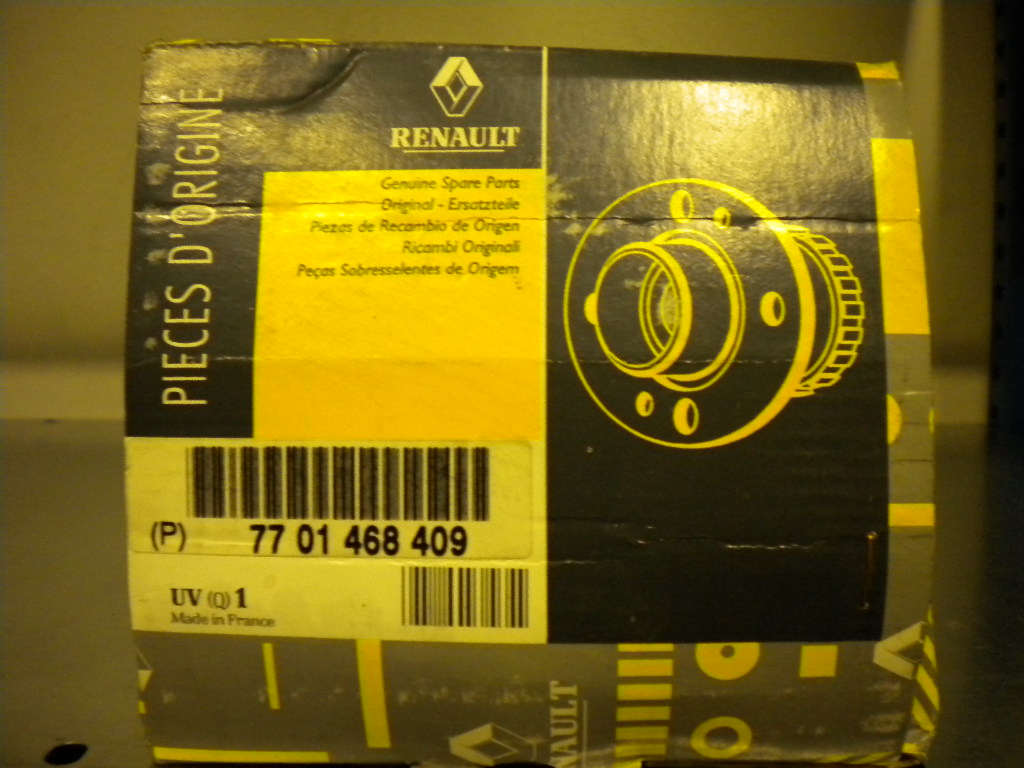 RENAULT
PIECES D'ORIGINE
Genuine Spare Parts
Original - Ersatzteile
Piezas de Recambio de Origen
Ricambi Originali
Peças Sobresselentes de Origem
(P) 77 01 468 409
UV (Q) 1
Made in France
AULT